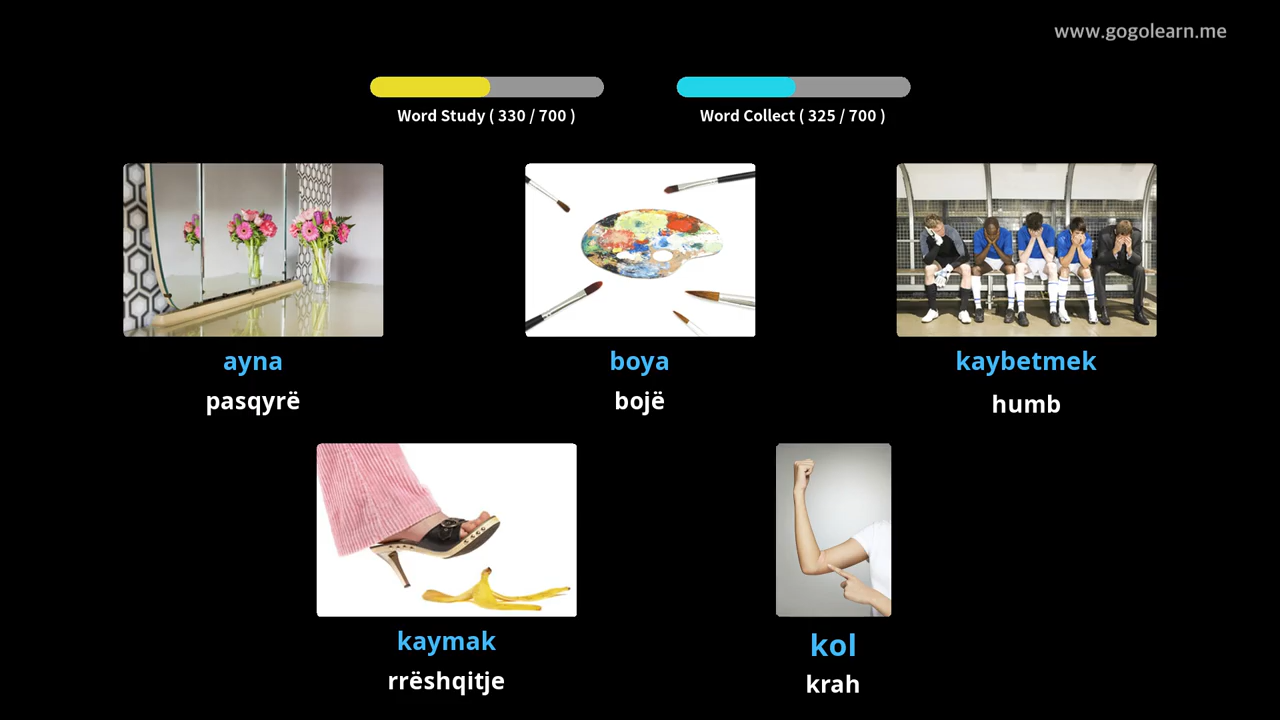 www.gogolearn.me
Word Study ( 330 / 700 )
Word Collect ( 325 / 700 )
ayna
pasqyrë
boya
bojë
kaybetmek
humb
kaymak
rrëshqitje
kol
krah